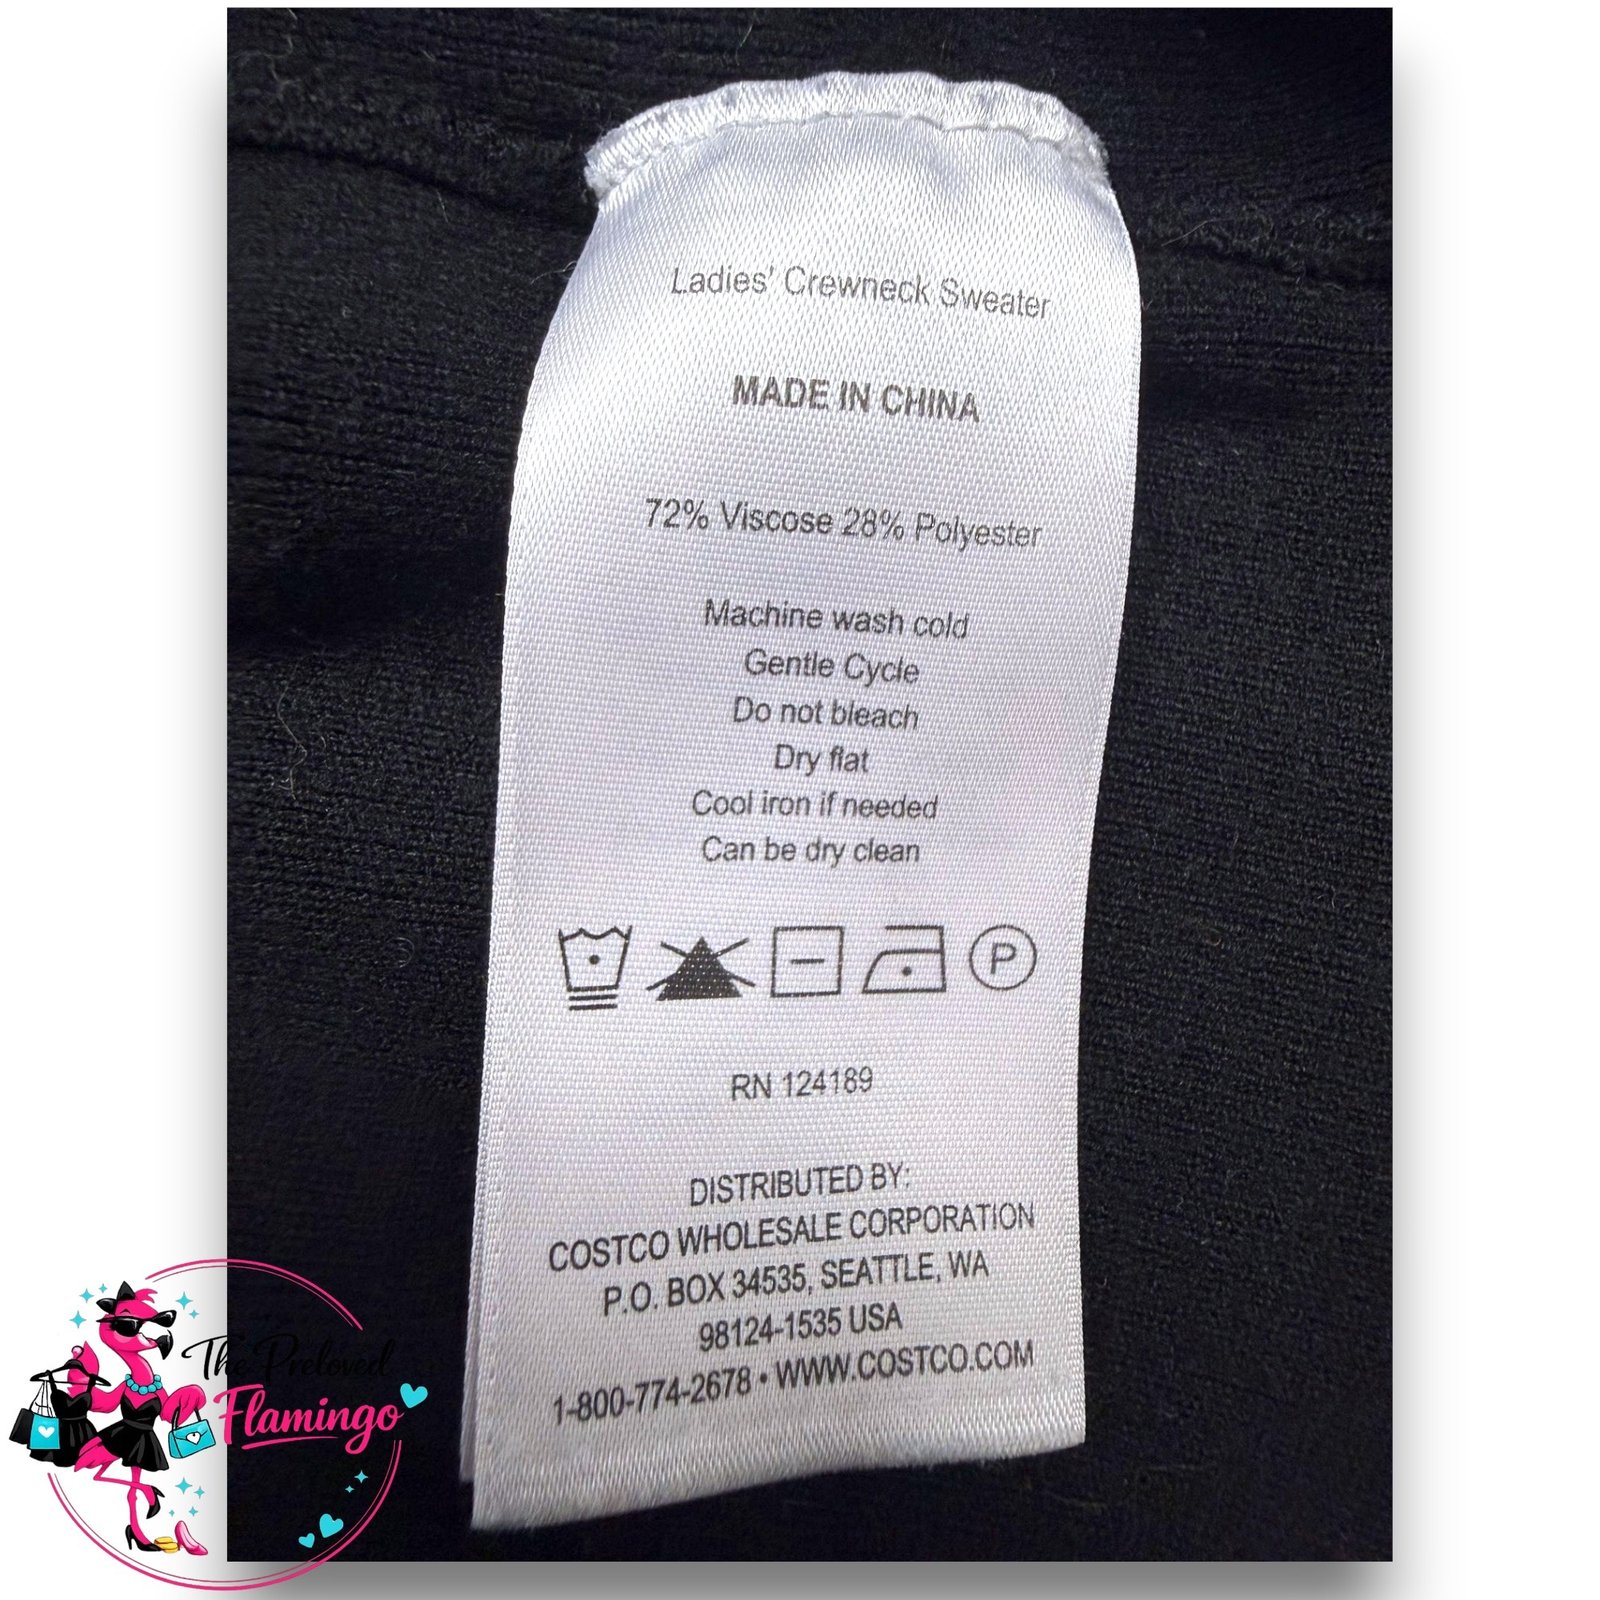 Ladies' Crewneck Sweater
MADE IN CHINA
72% Viscose 28% Polyester
Machine wash cold
Gentle Cycle
Do not bleach
Dry flat
Cool iron if needed
Can be dry clean
P
RN 124189
DISTRIBUTED BY:
COSTCO WHOLESALE CORPORATION
P.O. BOX 34535, SEATTLE, WA
98124-1535 USA
1-800-774-2678 • WWW.COSTCO.COM
The Preloved
Flamingo